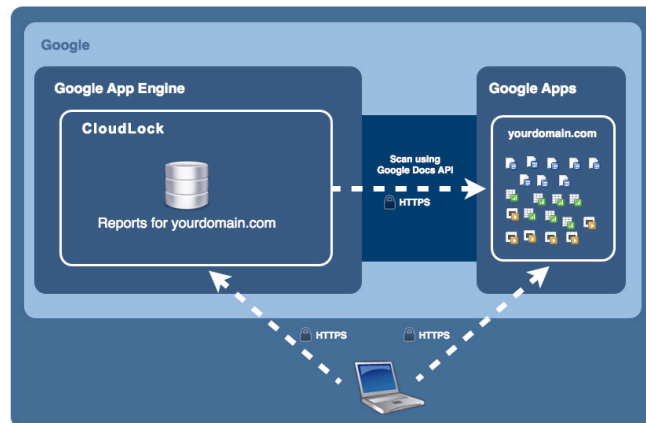 Google
Google App Engine
CloudLock
Reports for yourdomain.com
Scan using
Google Docs API
HTTPS
Google Apps
yourdomain.com
HTTPS
HTTPS